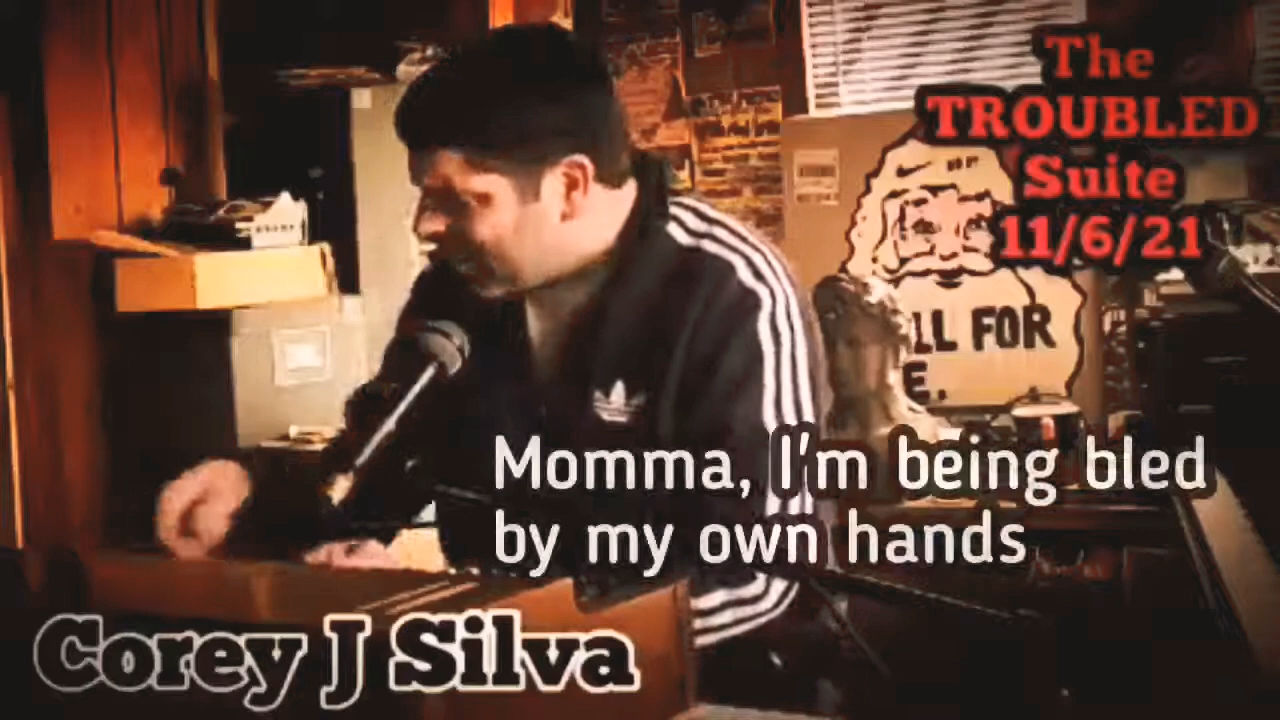 The
TROUBLED
Suite
11/6/21
LL FOR
E.
Momma, I'm being bled
by my own hands
Corey J Silva